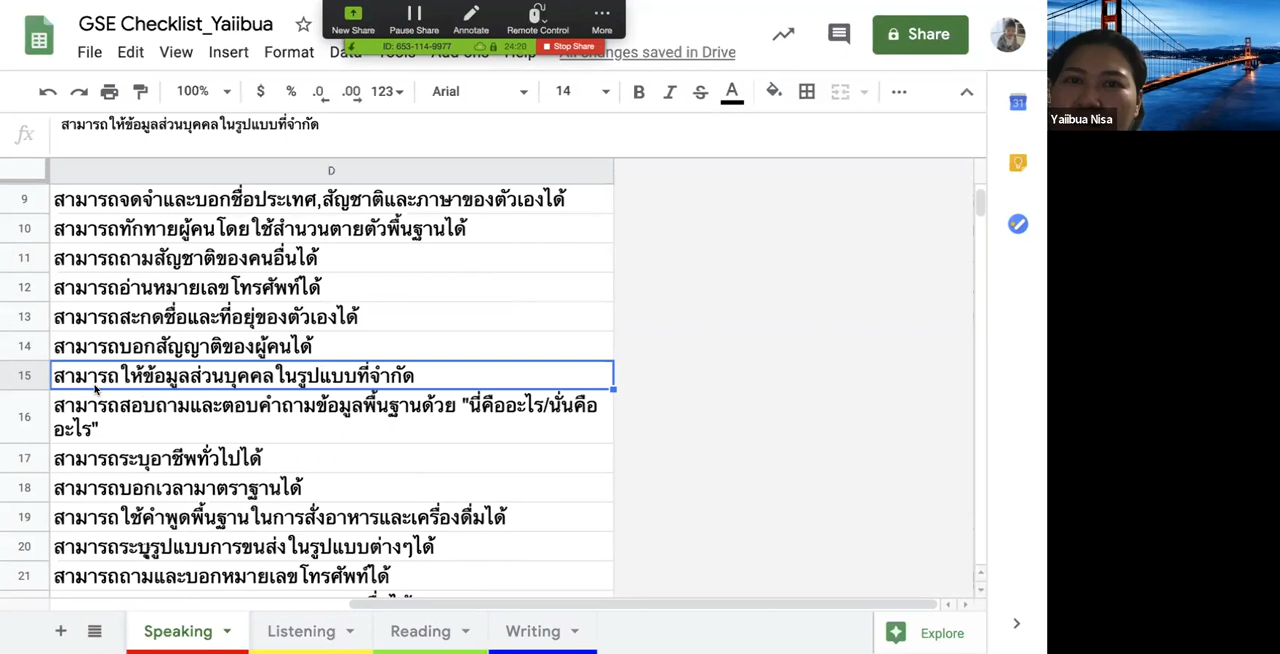 GSE Checklist_Yaiibua
New Share
Pause Share
Annotate
Remote Control
More
ID: 653-114-9977
24:20
Stop Share
Share
File
Edit
View
Insert
Format
All changes saved in Drive
100%
$
%
.0
.00
123
Arial
14
B
I
S
A
31
Yaiibua Nisa
fx
สามารถให้ข้อมูลส่วนบุคคลในรูปแบบที่จำกัด
D
9 สามารถจดจำและบอกชื่อประเทศ,สัญชาติและภาษาของตัวเองได้
10 สามารถทักทายผู้คนโดยใช้สำนวนตายตัวพื้นฐานได้
11 สามารถถามสัญชาติของคนอื่นได้
12 สามารถอ่านหมายเลขโทรศัพท์ได้
13 สามารถสะกดชื่อและที่อยุ่ของตัวเองได้
14 สามารถบอกสัญญาติของผู้คนได้
15 สามารถให้ข้อมูลส่วนบุคคลในรูปแบบที่จำกัด
16 สามารถสอบถามและตอบคำถามข้อมูลพื้นฐานด้วย "นี่คืออะไร/นั่นคือ
อะไร"
17 สามารถระบุอาชีพทั่วไปได้
18 สามารถบอกเวลามาตราฐานได้
19 สามารถใช้คำพูดพื้นฐานในการสั่งอาหารและเครื่องดื่มได้
20 สามารถระบุรูปแบบการขนส่งในรูปแบบต่างๆได้
21 สามารถถามและบอกหมายเลขโทรศัพท์ได้
Speaking
Listening
Reading
Writing
Explore